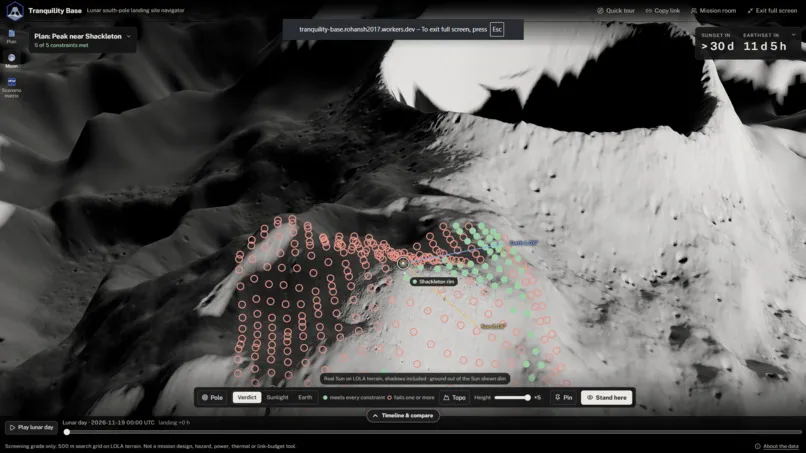 Tranquility Base Lunar south-pole landing site navigator
Quick tour
Copy link
Mission room
Exit full screen
tranquility-base.rohansh2017.workers.dev – To exit full screen, press Esc
Plan
Moon
Scenario
matrix
Plan: Peak near Shackleton
5 of 5 constraints met
SUNSET IN
> 30 d
EARTHSET IN
11 d 5 h
Shackleton rim
Real Sun on LOLA terrain, shadows included · ground out of the Sun shown dim
Pole
Verdict
Sunlight
Earth
meets every constraint
fails one or more
Topo
Height
×5
Pin
Stand here
Timeline & compare
Play lunar day
Lunar day · 2026-11-19 00:00 UTC landing +0 h
Screening grade only: 500 m search grid on LOLA terrain. Not a mission design, hazard, power, thermal or link-budget tool.
About the data